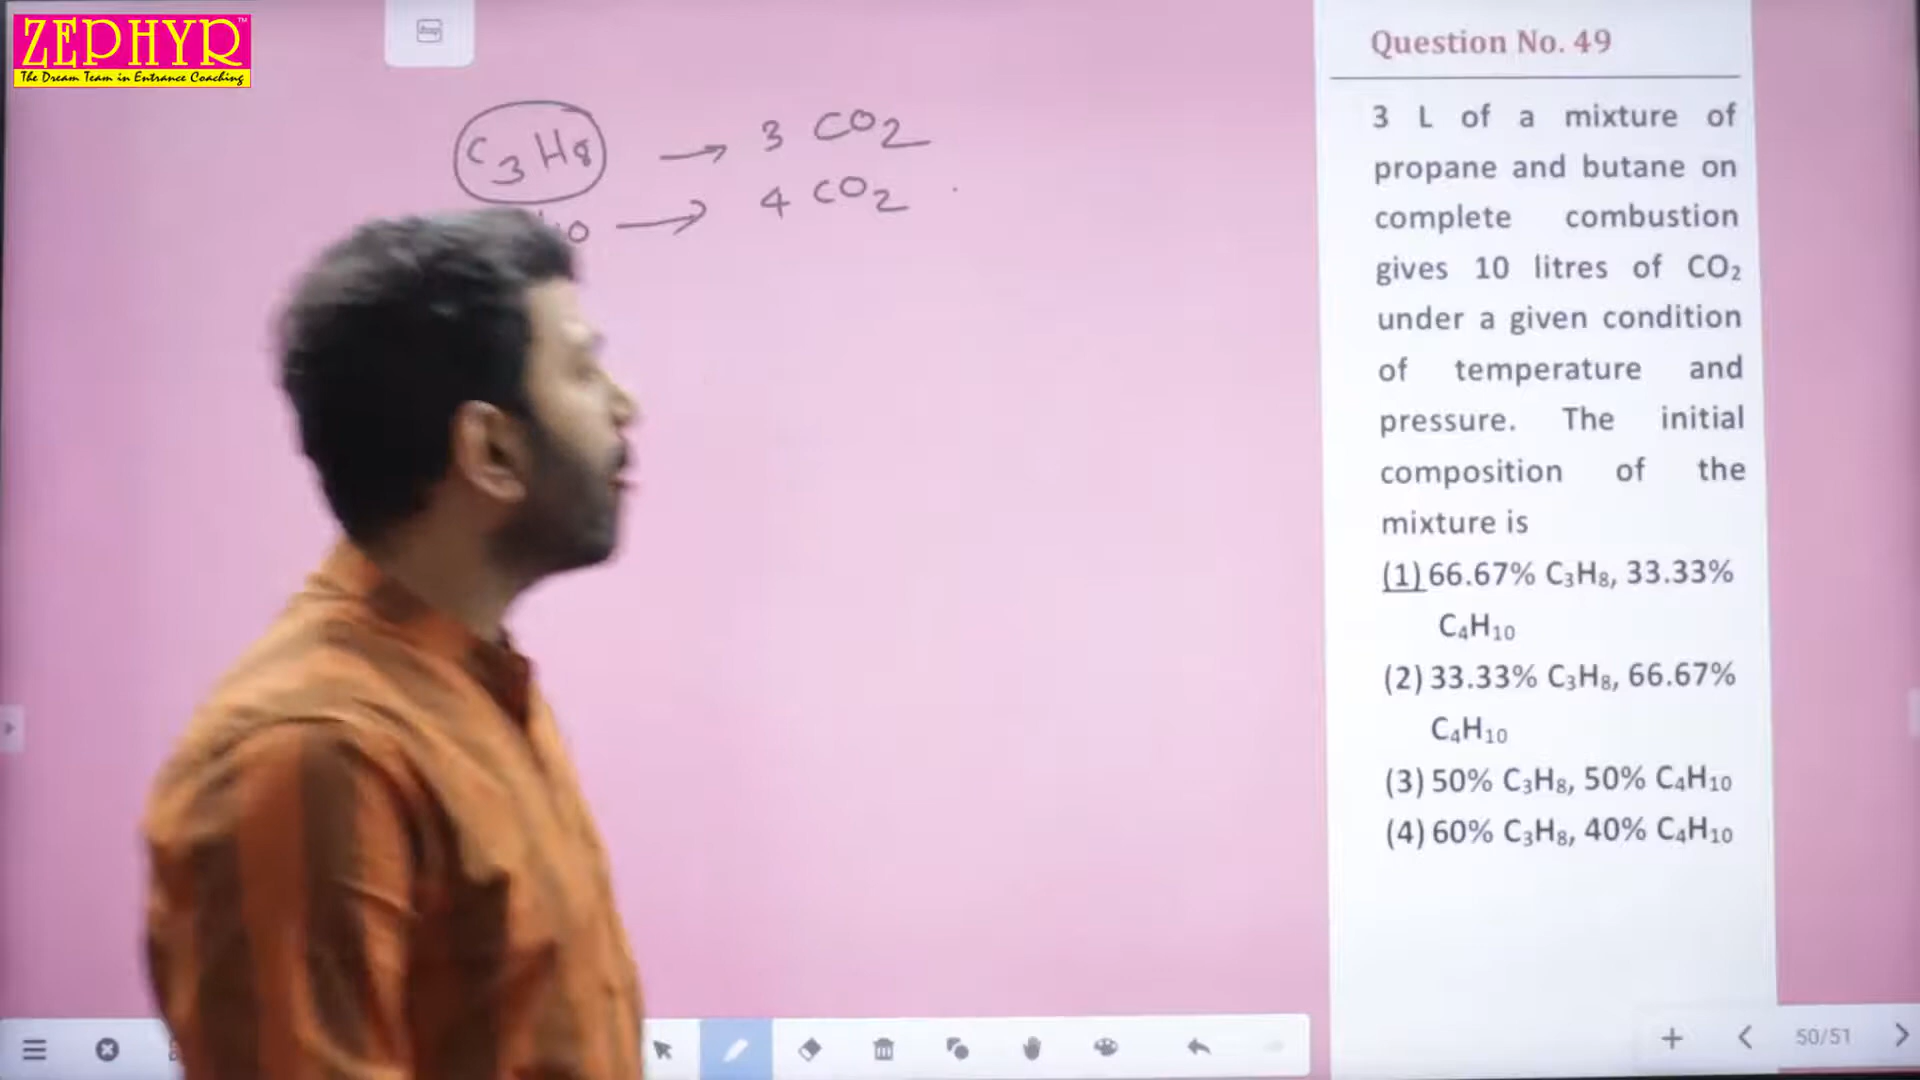 ZEPHYR™
The Dream Team in Entrance Coaching
C3H8 → 3 CO2
10 → 4 CO2
Question No. 49
3 L of a mixture of
propane and butane on
complete combustion
gives 10 litres of CO₂
under a given condition
of temperature and
pressure. The initial
composition of the
mixture is
(1) 66.67% C₃H₈, 33.33%
C₄H₁₀
(2) 33.33% C₃H₈, 66.67%
C₄H₁₀
(3) 50% C₃H₈, 50% C₄H₁₀
(4) 60% C₃H₈, 40% C₄H₁₀
50/51